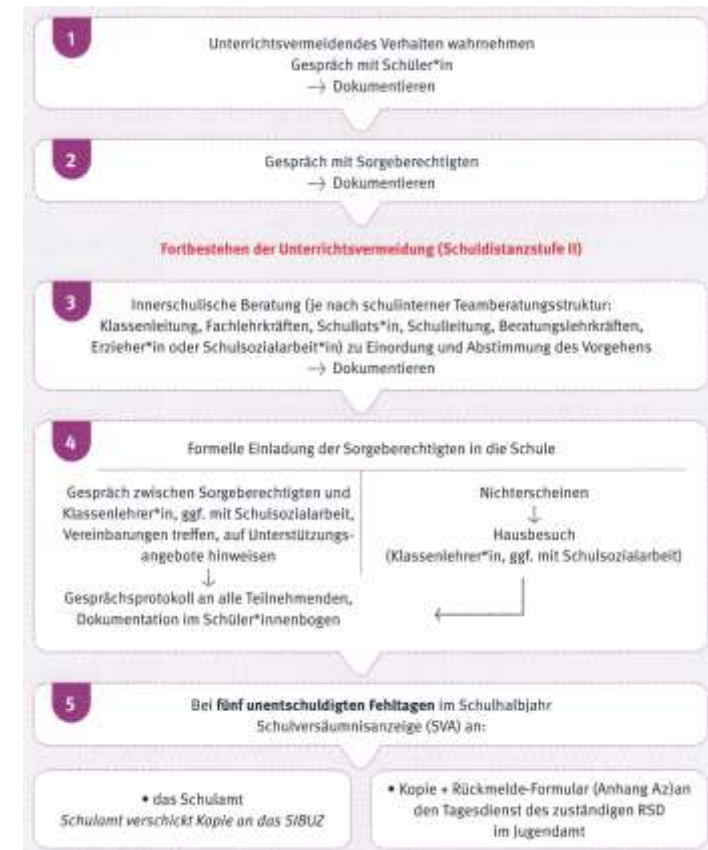 1
Unterrichtsvermeidendes Verhalten wahrnehmen
Gespräch mit Schüler*in
→ Dokumentieren
2
Gespräch mit Sorgeberechtigten
→ Dokumentieren
Fortbestehen der Unterrichtsvermeidung (Schuldistanzstufe II)
3
Innerschulische Beratung (je nach schulinterner Teamberatungsstruktur:
Klassenleitung, Fachlehrkräften, Schullots*in, Schulleitung, Beratungslehrkräften,
Erzieher*in oder Schulsozialarbeit*in) zu Einordung und Abstimmung des Vorgehens
→ Dokumentieren
4
Formelle Einladung der Sorgeberechtigten in die Schule
Gespräch zwischen Sorgeberechtigten und
Klassenlehrer*in, ggf. mit Schulsozialarbeit,
Vereinbarungen treffen, auf Unterstützungs-
angebote hinweisen
↓
Gesprächsprotokoll an alle Teilnehmenden,
Dokumentation im Schüler*innenbogen
Nichterscheinen
↓
Hausbesuch
(Klassenlehrer*in, ggf. mit Schulsozialarbeit)
5
Bei fünf unentschuldigten Fehltagen im Schulhalbjahr
Schulversäumnisanzeige (SVA) an:
• das Schulamt
Schulamt verschickt Kopie an das SIBUZ
• Kopie + Rückmelde-Formular (Anhang Az)an
den Tagesdienst des zuständigen RSD
im Jugendamt